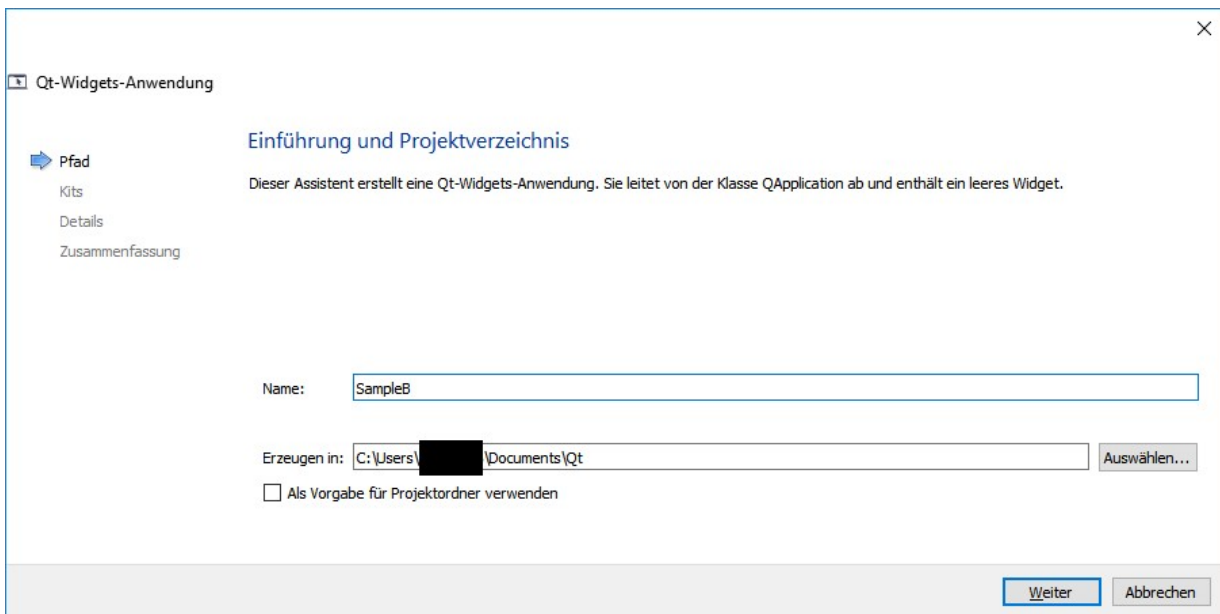 Qt-Widgets-Anwendung
Pfad
Kits
Details
Zusammenfassung
Einführung und Projektverzeichnis
Dieser Assistent erstellt eine Qt-Widgets-Anwendung. Sie leitet von der Klasse QApplication ab und enthält ein leeres Widget.
Name: SampleB
Erzeugen in: C:\Users\ \Documents\Qt Auswählen...
Als Vorgabe für Projektordner verwenden
Weiter Abbrechen